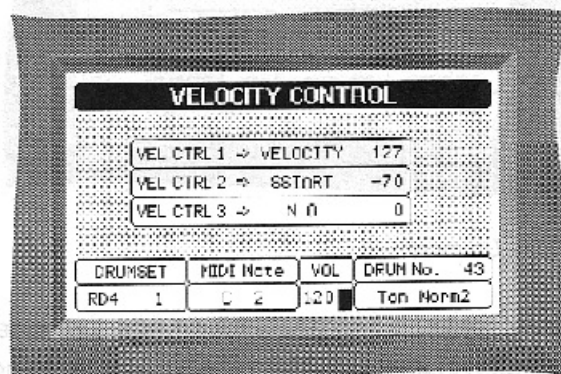 VELOCITY CONTROL
VEL CTRL 1 -> VELOCITY 127
VEL CTRL 2 -> SSTART -70
VEL CTRL 3 -> N A 0
DRUMSET MIDI Note VOL DRUM No. 43
RD4 1 C 2 120 Tom Norm2